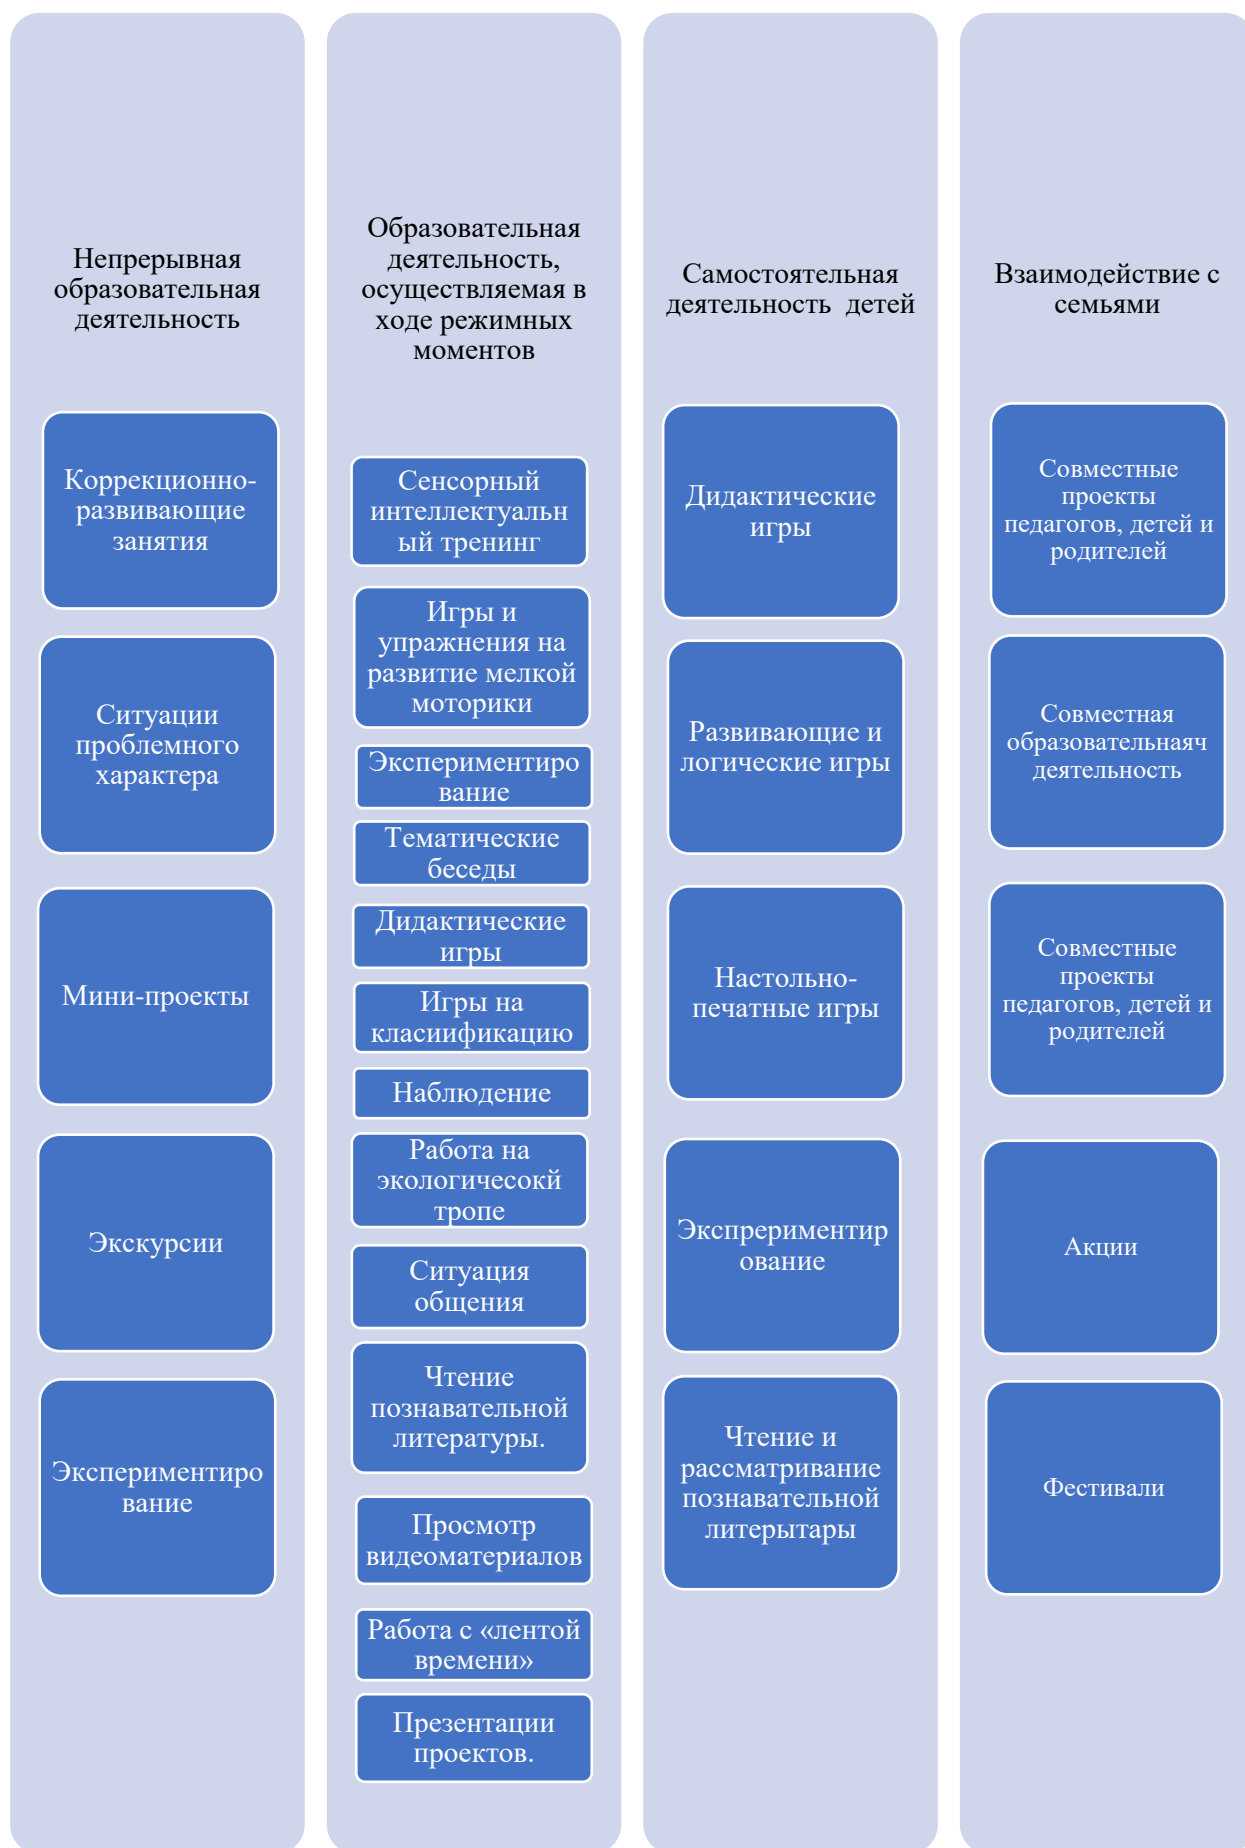 Непрерывная
образовательная
деятельность
Коррекционно-
развивающие
занятия
Ситуации
проблемного
характера
Мини-проекты
Экскурсии
Экспериментиро
вание
Образовательная
деятельность,
осуществляемая в
ходе режимных
моментов
Сенсорный
интеллектуальн
ый тренинг
Игры и
упражнения на
развитие мелкой
моторики
Экспериментиро
вание
Тематические
беседы
Дидактические
игры
Игры на
класиификацию
Наблюдение
Работа на
экологичесокй
тропе
Ситуация
общения
Чтение
познавательной
литературы.
Просмотр
видеоматериалов
Работа с «лентой
времени»
Презентации
проектов.
Самостоятельная
деятельность детей
Дидактические
игры
Развивающие и
логические игры
Настольно-
печатные игры
Экспрериментир
ование
Чтение и
рассматривание
познавательной
литерытары
Взаимодействие с
семьями
Совместные
проекты
педагогов, детей и
родителей
Совместная
образовательнаяч
деятельность
Совместные
проекты
педагогов, детей и
родителей
Акции
Фестивали